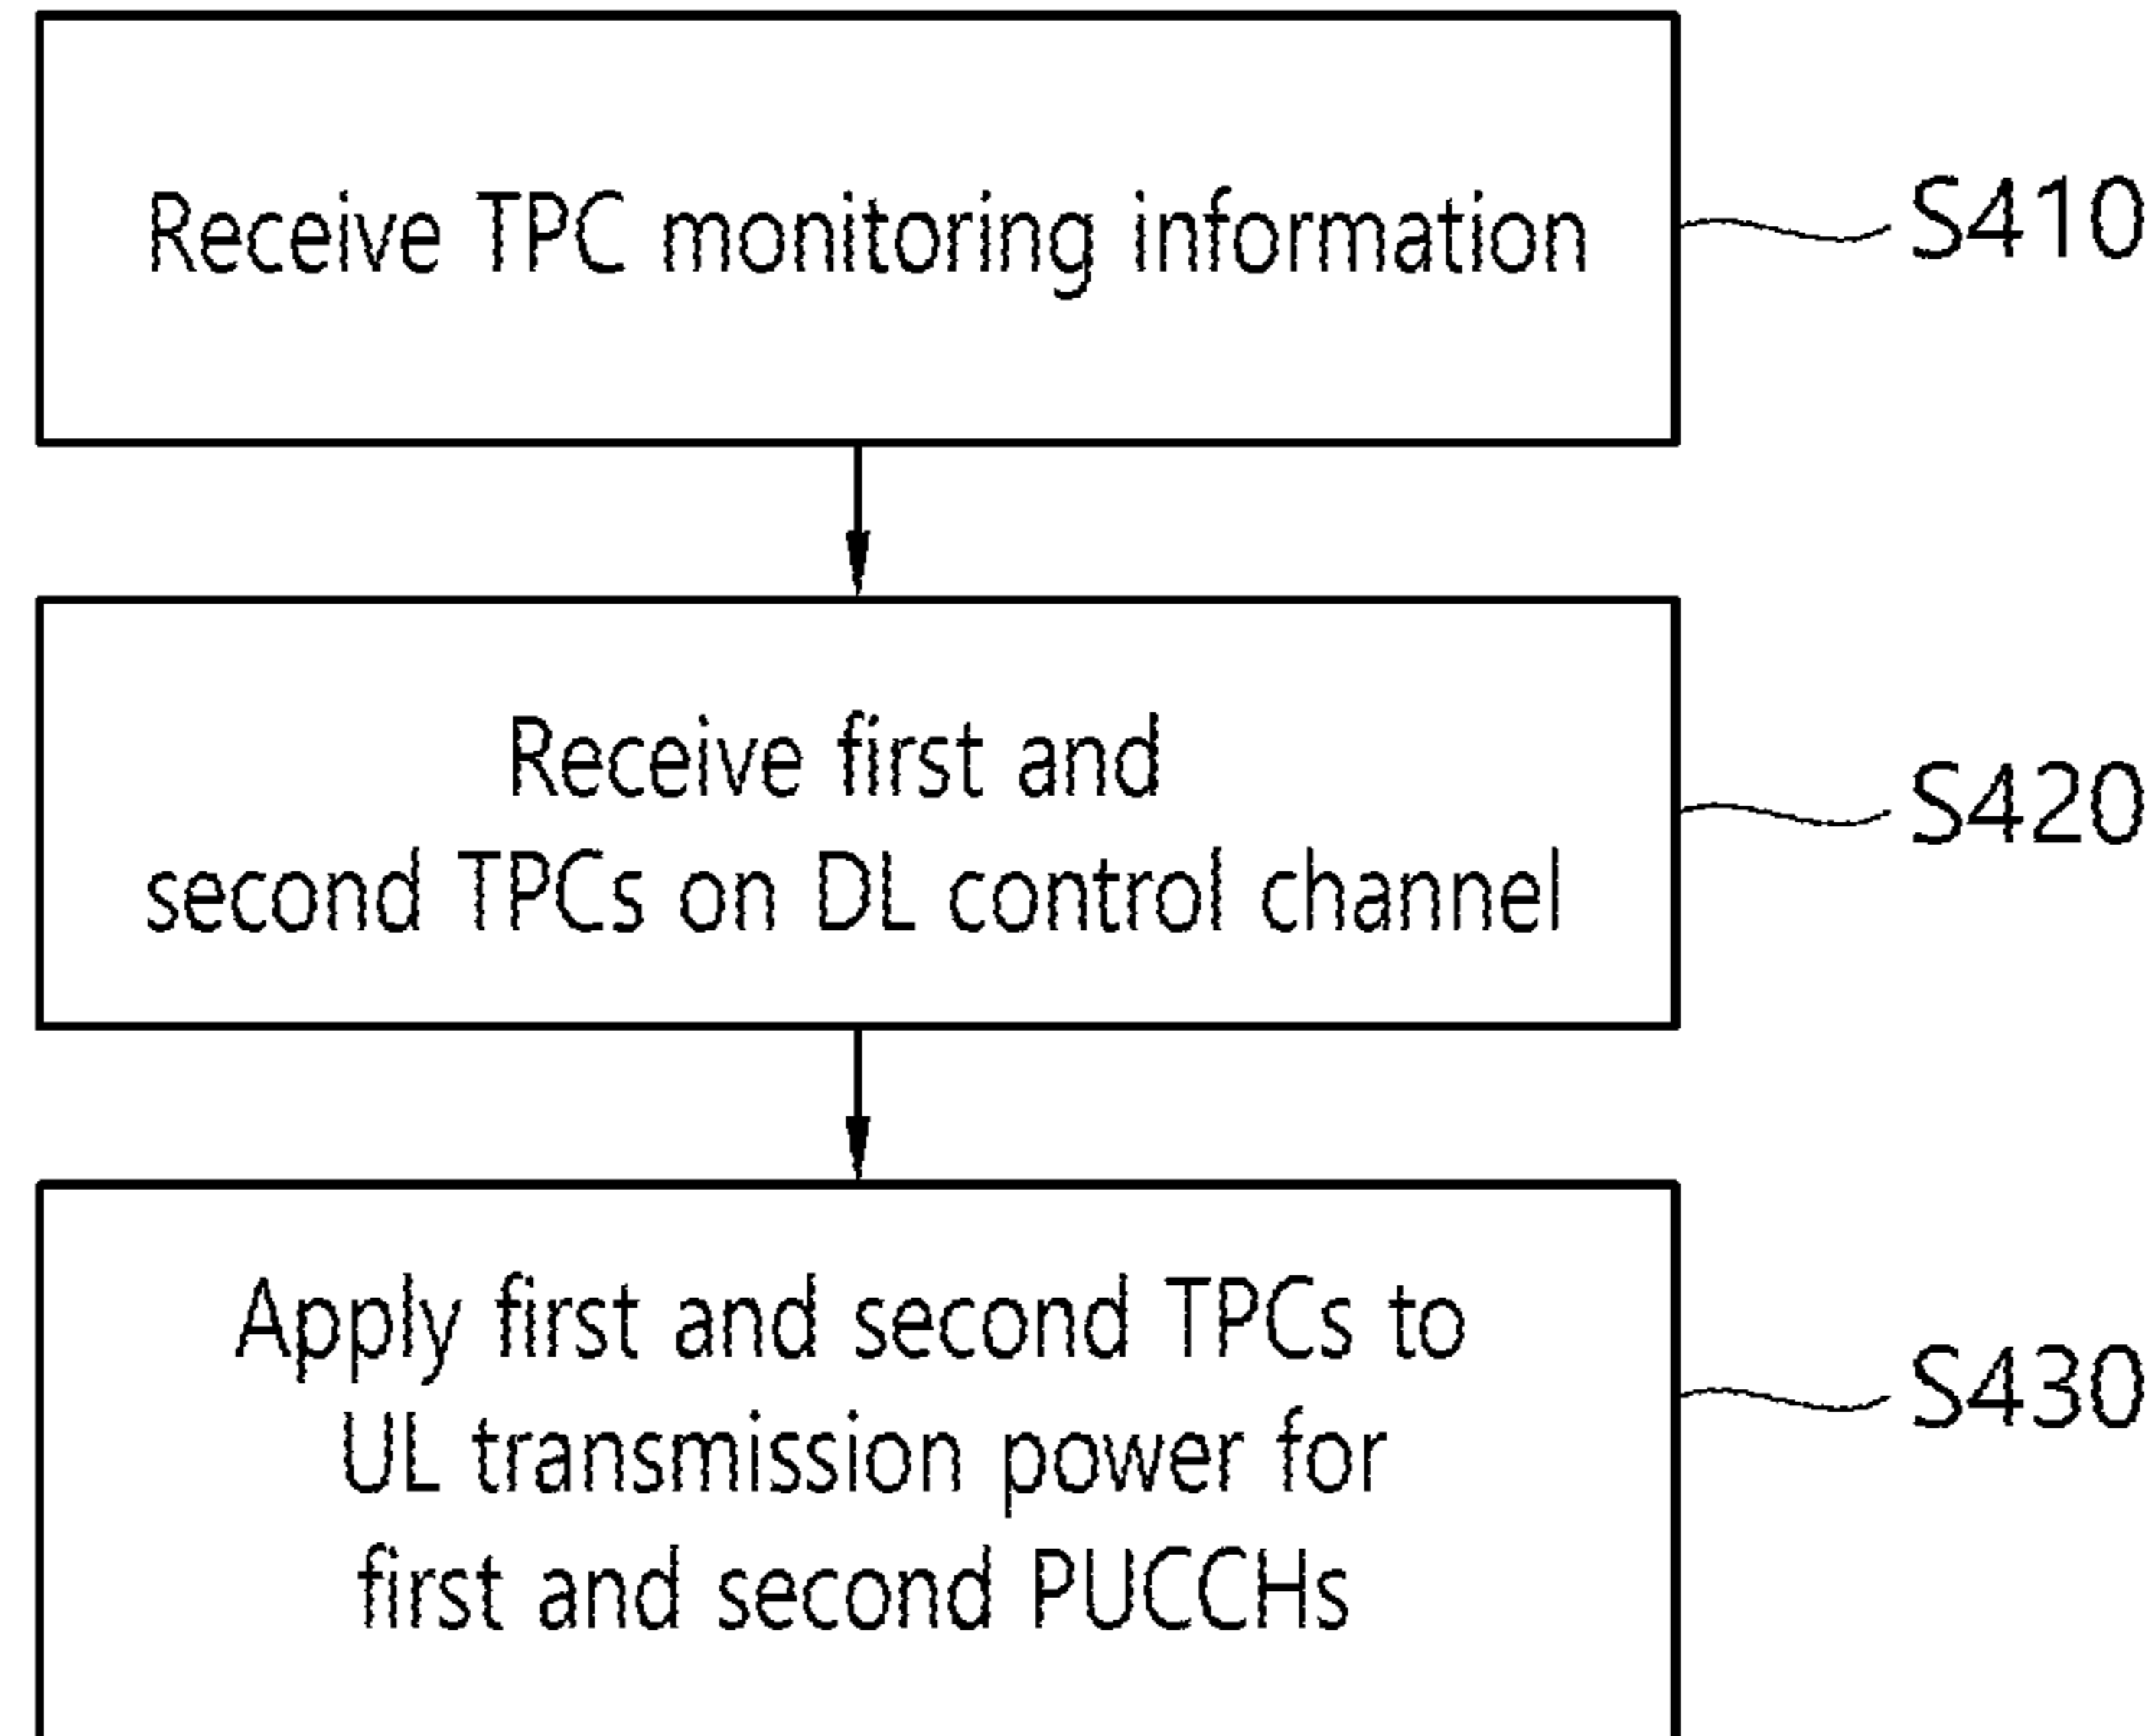 Receive TPC monitoring information
S410
Receive first and
second TPCs on DL control channel
S420
Apply first and second TPCs to
UL transmission power for
first and second PUCCHs
S430